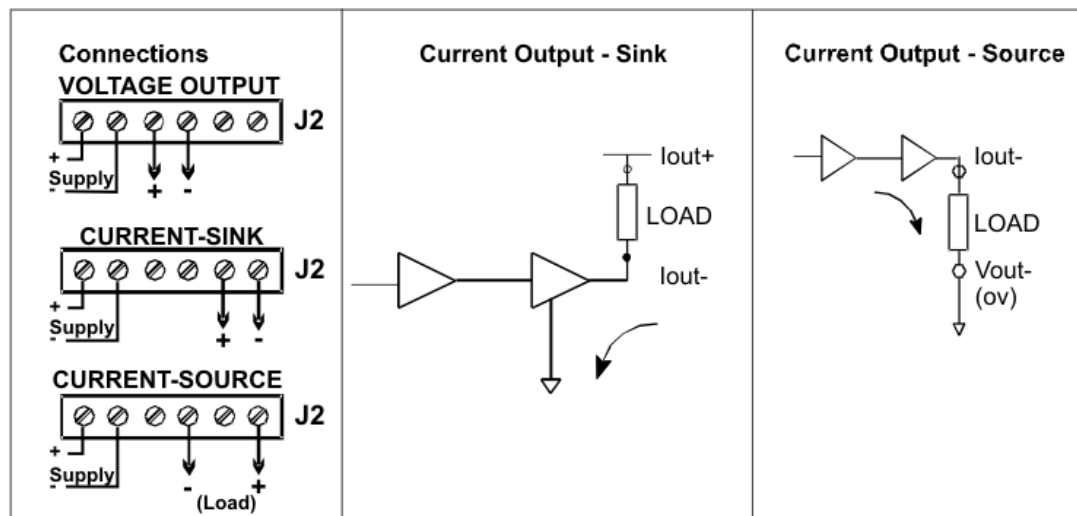 Connections
VOLTAGE OUTPUT
J2
+
Supply
-
+ -
CURRENT-SINK
J2
+
Supply
-
+ -
CURRENT-SOURCE
J2
+
Supply
-
- +
(Load)
Current Output - Sink
Iout+
LOAD
Iout-
Current Output - Source
Iout-
LOAD
Vout-
(ov)